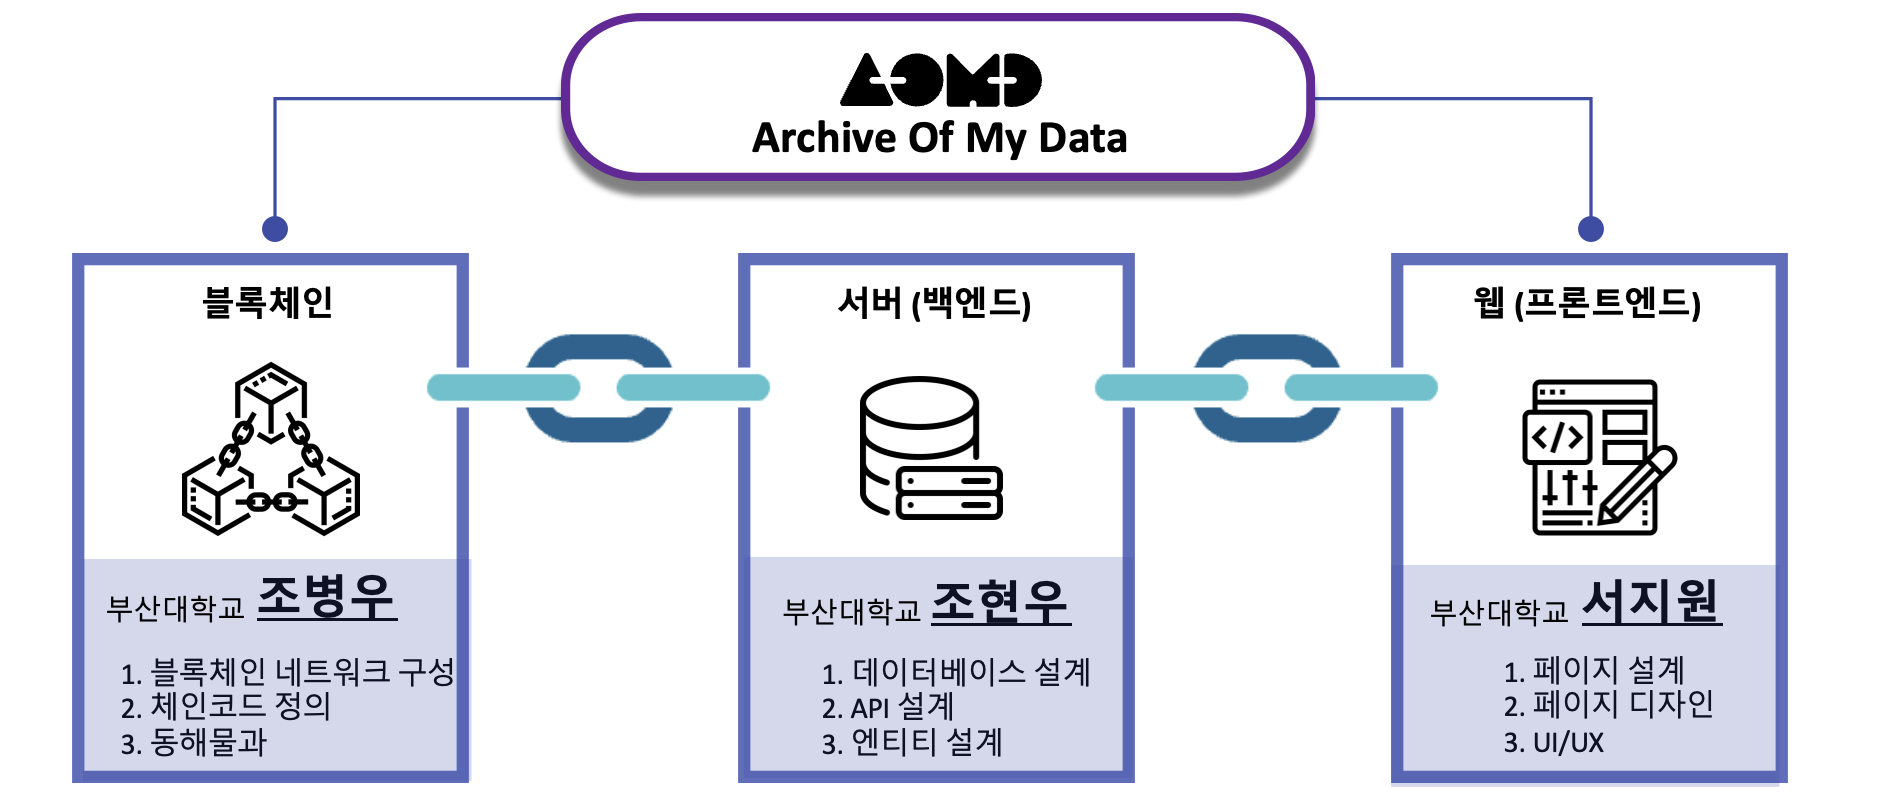 AOMD
Archive Of My Data
블록체인
부산대학교 조병우
1. 블록체인 네트워크 구성
2. 체인코드 정의
3. 동해물과
서버 (백엔드)
부산대학교 조현우
1. 데이터베이스 설계
2. API 설계
3. 엔티티 설계
웹 (프론트엔드)
</>
부산대학교 서지원
1. 페이지 설계
2. 페이지 디자인
3. UI/UX